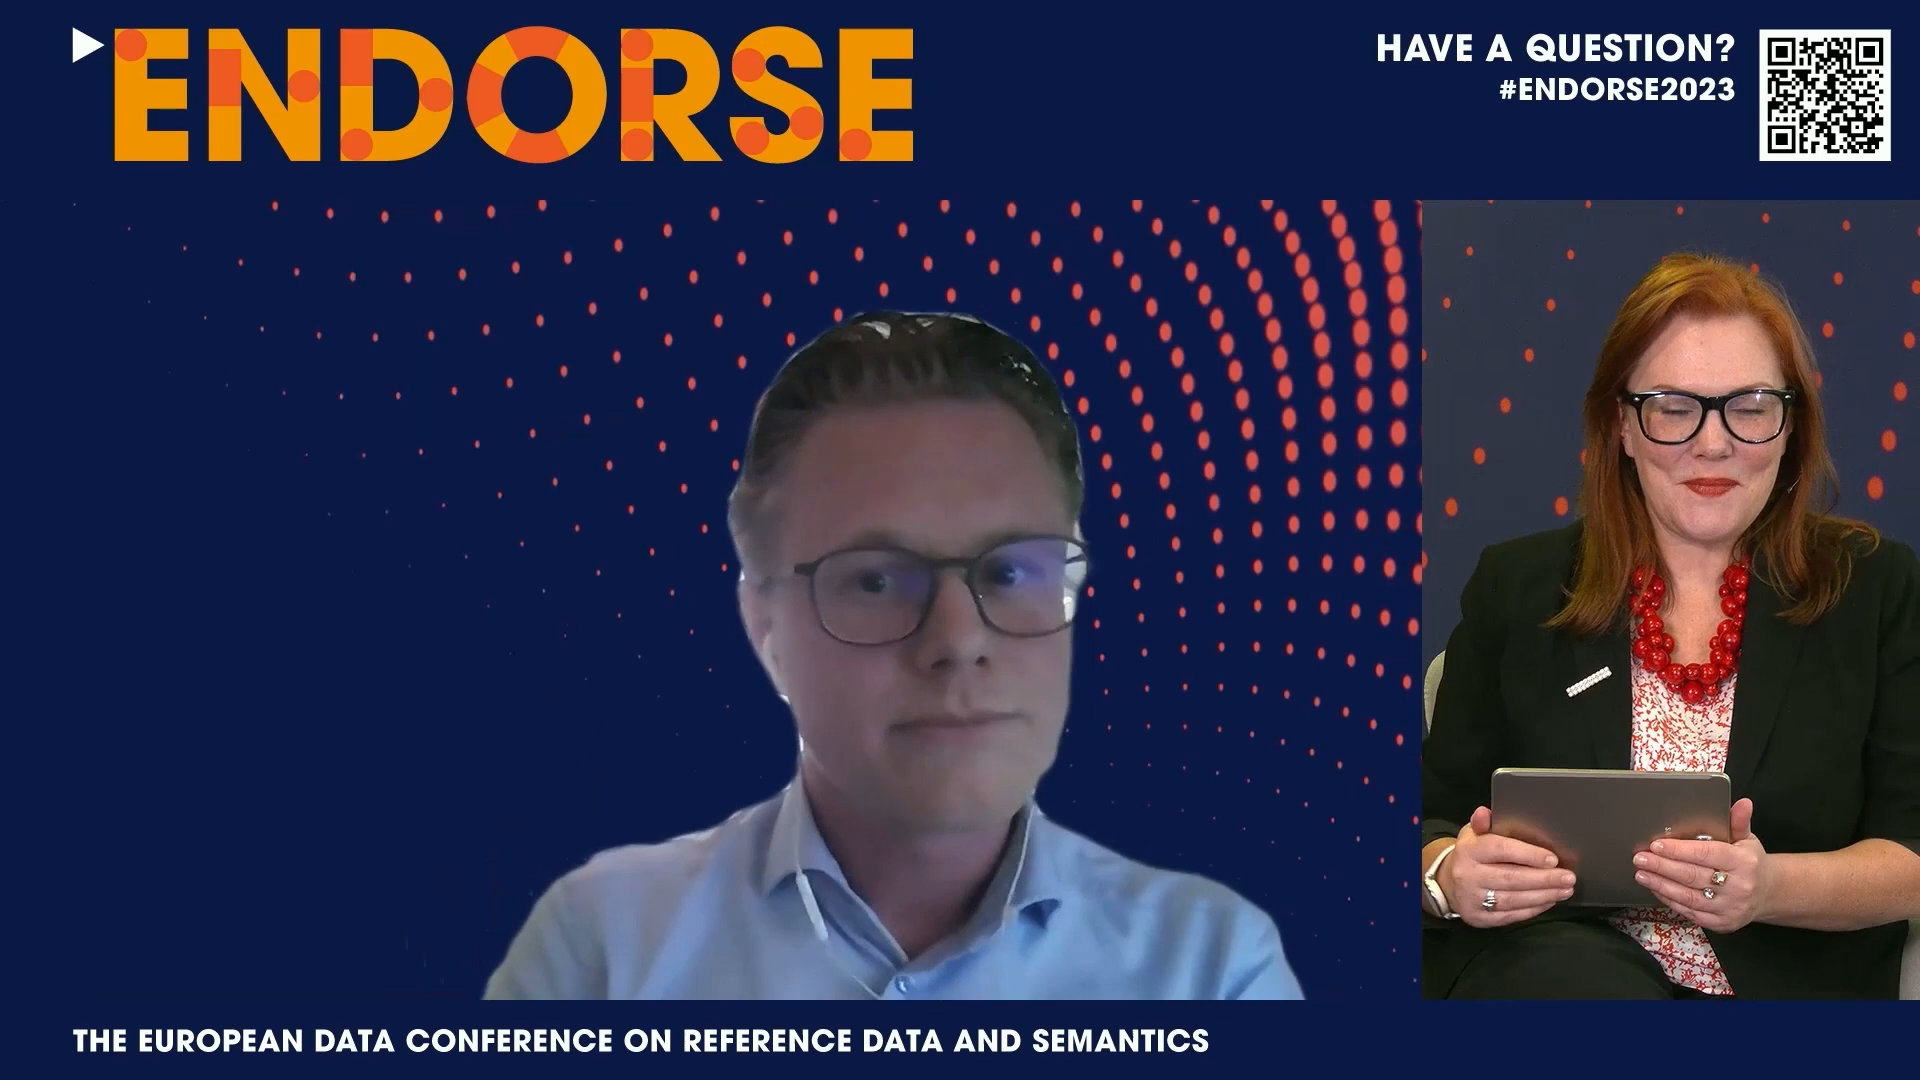 ENDORSE
HAVE A QUESTION?
#ENDORSE2023
THE EUROPEAN DATA CONFERENCE ON REFERENCE DATA AND SEMANTICS